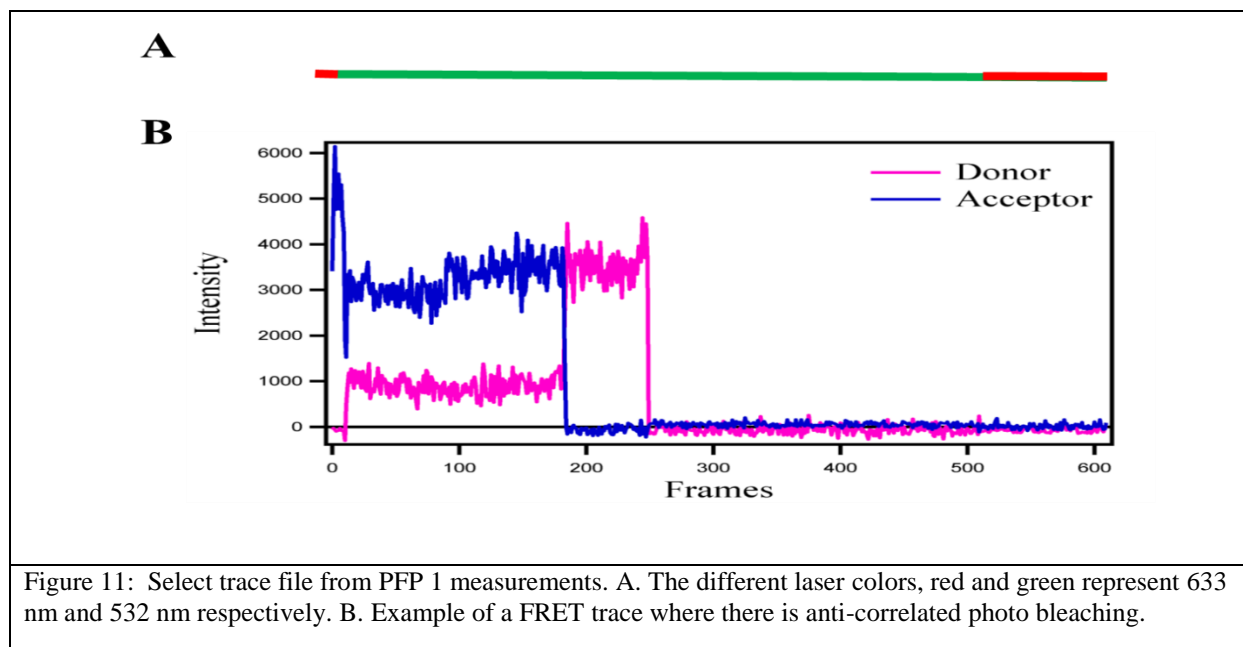 A
B
6000
5000
4000
3000
2000
1000
0
Intensity
Donor
Acceptor
0 100 200 300 400 500 600
Frames
Figure 11: Select trace file from PFP 1 measurements. A. The different laser colors, red and green represent 633
nm and 532 nm respectively. B. Example of a FRET trace where there is anti-correlated photo bleaching.